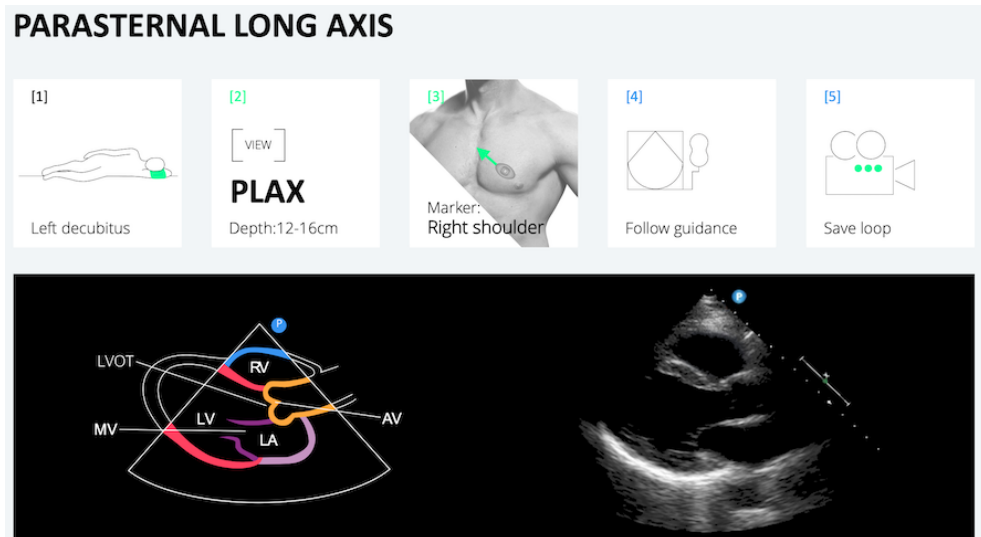 PARASTERNAL LONG AXIS
[1]
Left decubitus
[2]
VIEW
PLAX
Depth:12-16cm
[3]
Marker:
Right shoulder
[4]
Follow guidance
[5]
Save loop
P
LVOT
RV
LV
AV
MV
LA
P